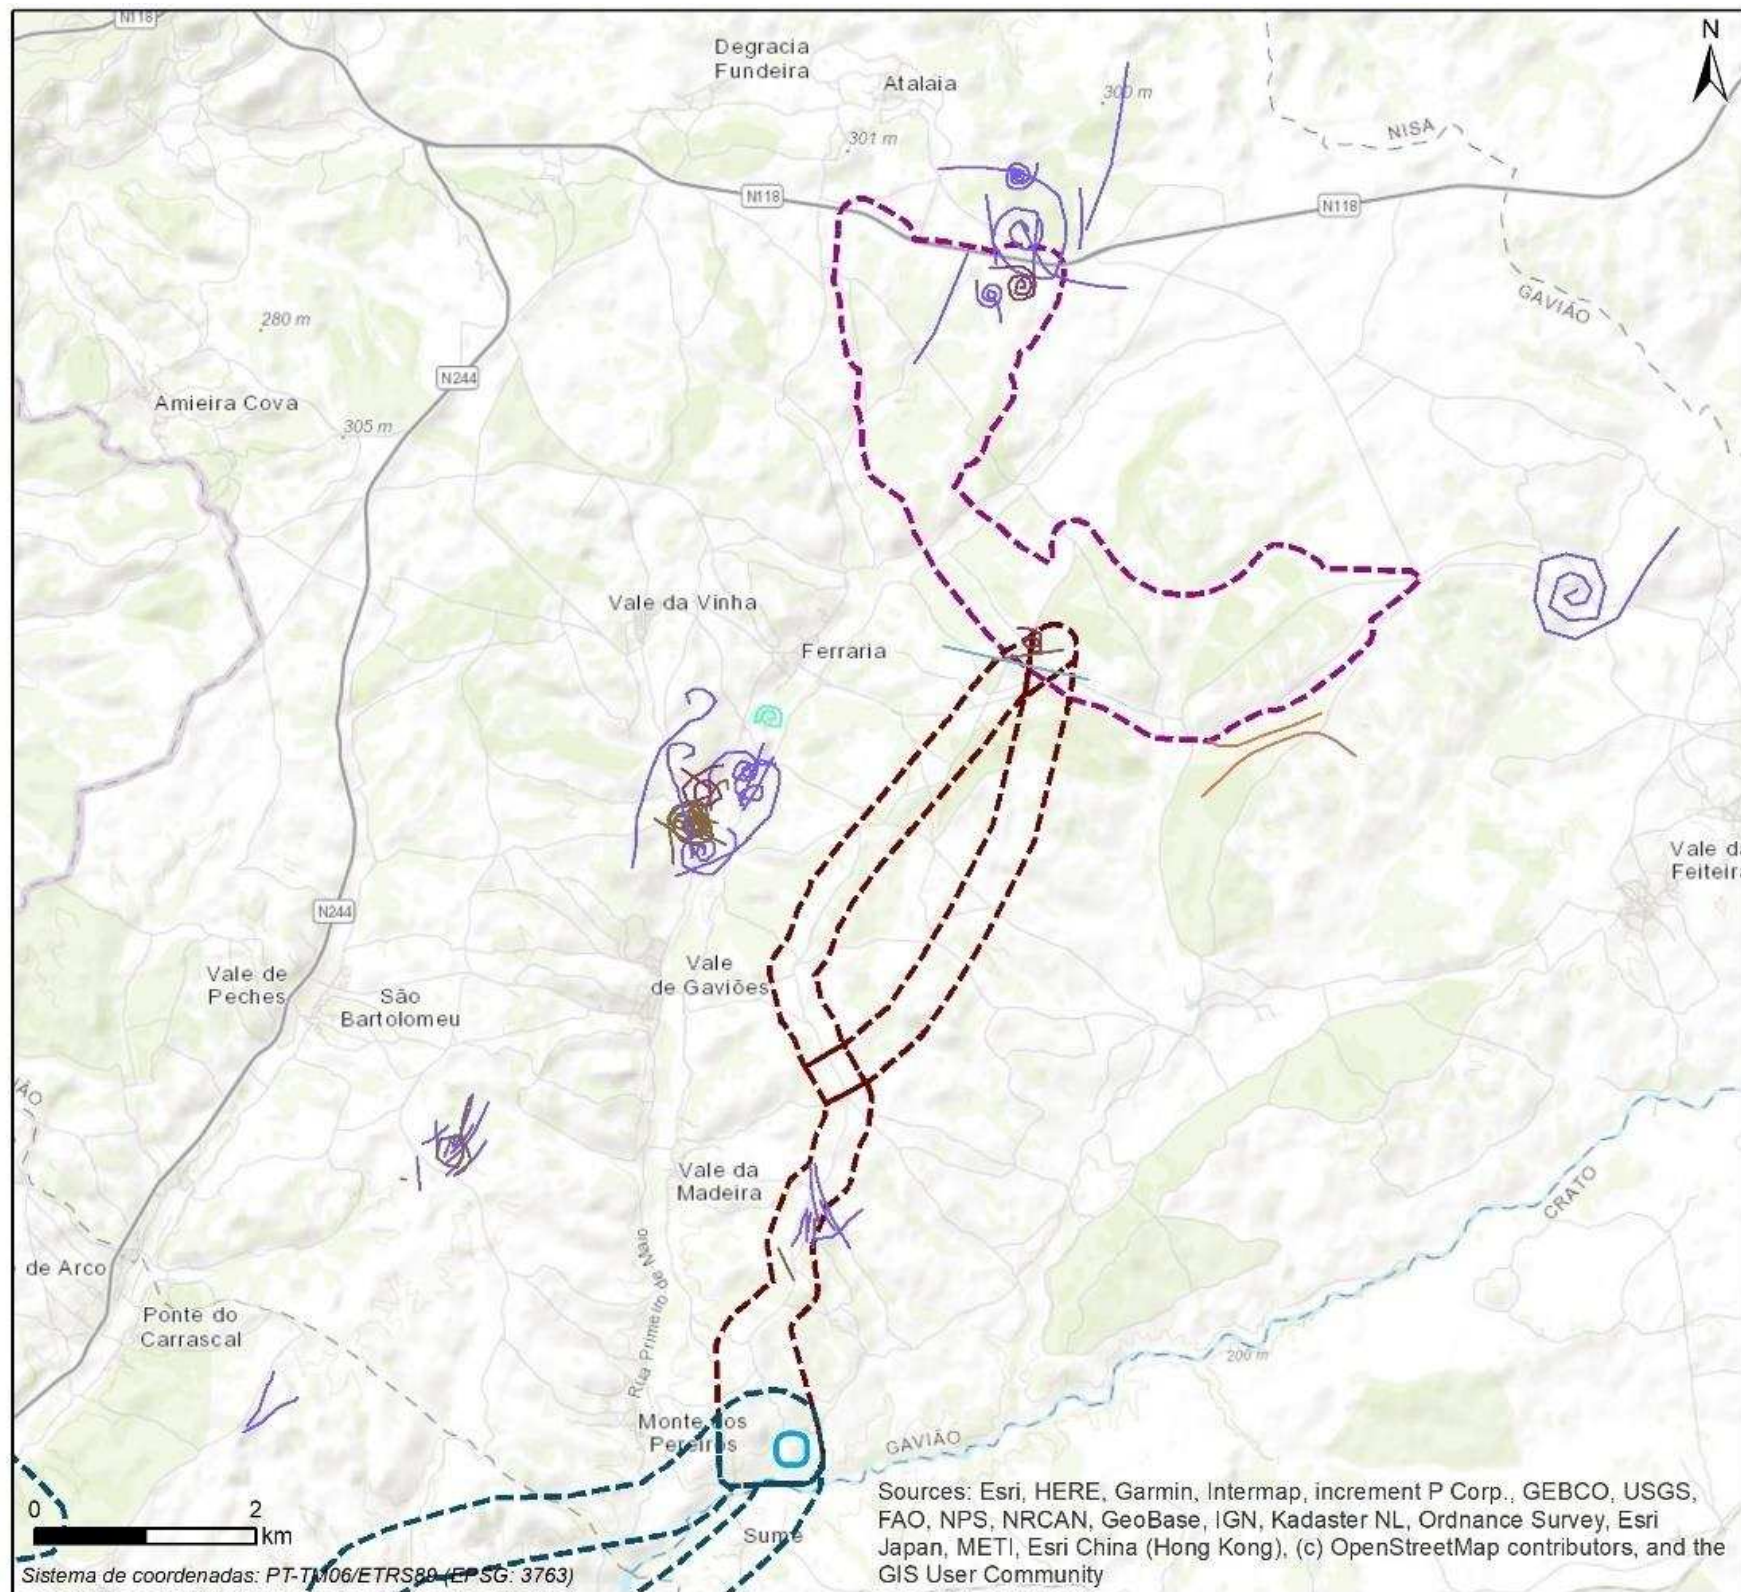 N118
N
Degracia
Fundeira
Atalaia
300 m
301 m
NISA
N118
N118
GAVIÃO
280 m
N244
Amieira Cova
305 m
Vale da Vinha
Ferraria
Vale d
Feiteir
N244
Vale de
Peches
São
Bartolomeu
Vale
de Gaviões
ÃO
Vale da
Madeira
CRATO
de Arco
Rua Primeiro de Maio
Ponte do
Carrascal
200 m
Monte dos
Pereiros
GAVIÃO
0 2
km
Sume
Sources: Esri, HERE, Garmin, Intermap, increment P Corp., GEBCO, USGS,
FAO, NPS, NRCAN, GeoBase, IGN, Kadaster NL, Ordnance Survey, Esri
Japan, METI, Esri China (Hong Kong), (c) OpenStreetMap contributors, and the
GIS User Community
Sistema de coordenadas: PT-TM06/ETRS89 (EPSG: 3763)